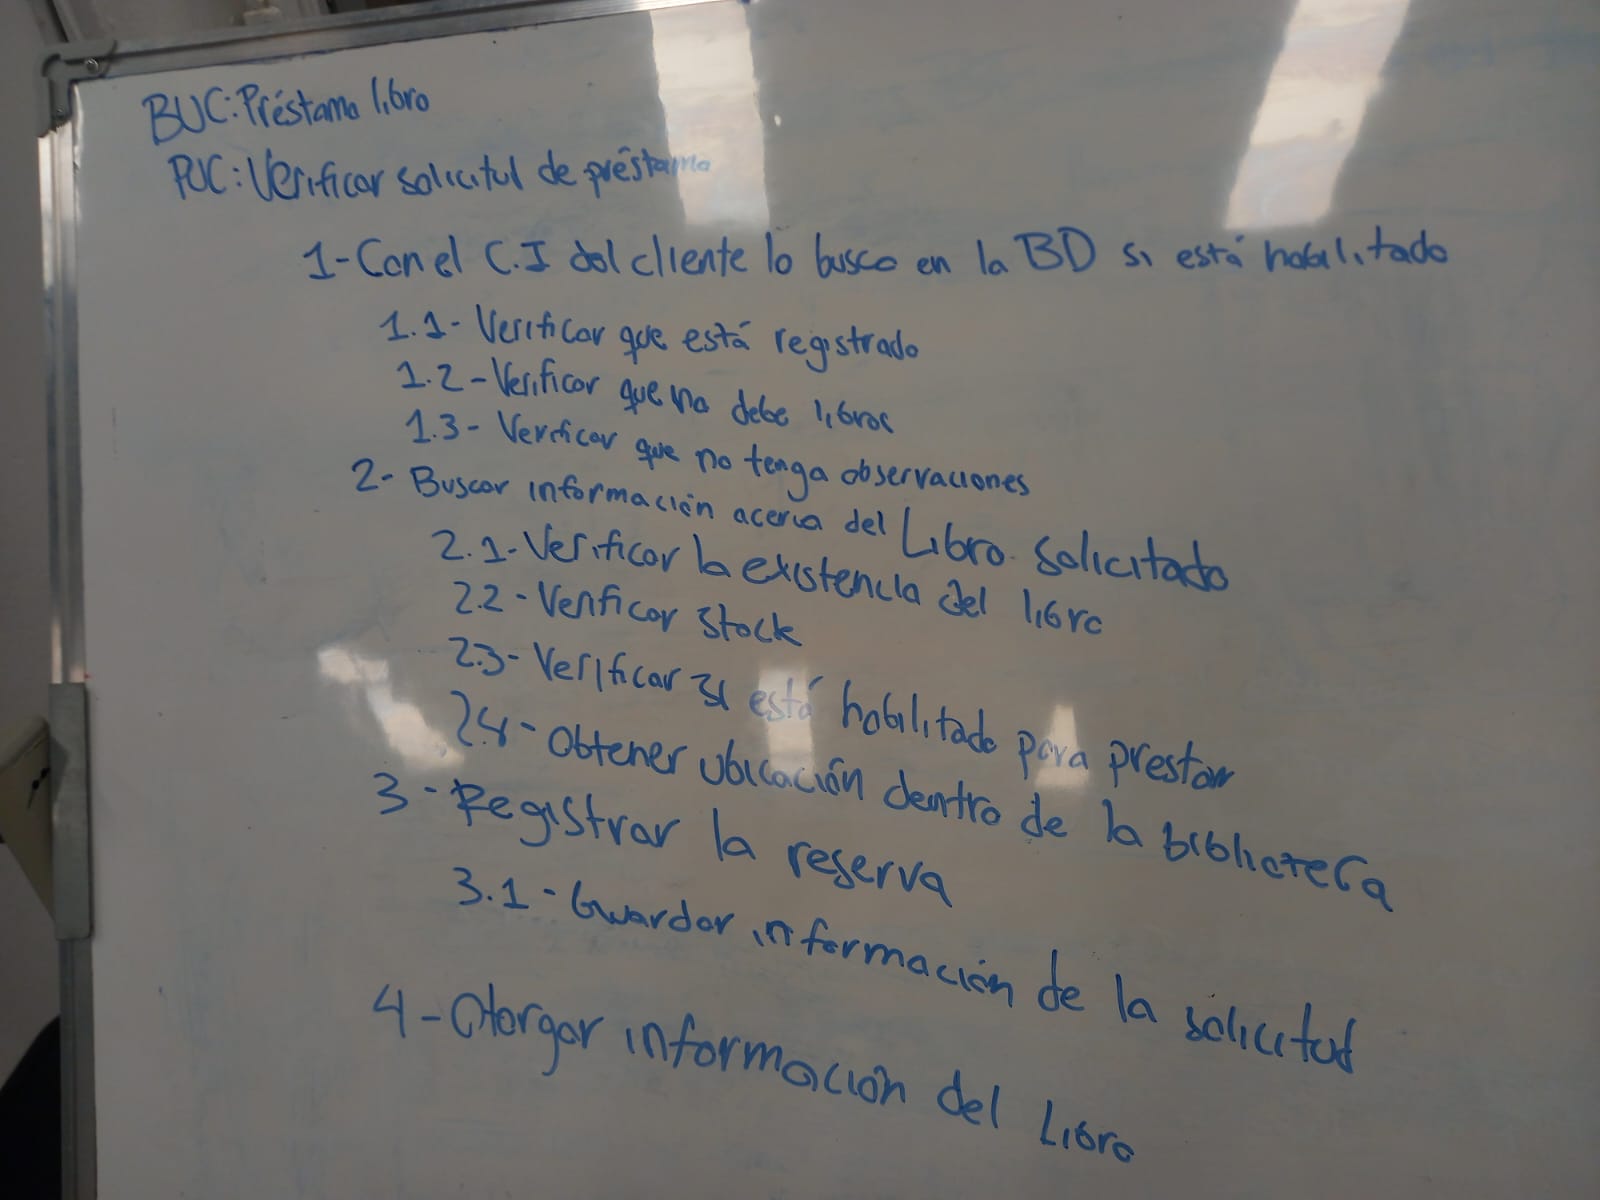 BUC: Préstamo libro
PUC: Verificar solicitul de préstamo
1- Con el C.I del cliente lo busco en la BD si está habilitado
1.1- Verificar que está registrado
1.2- Verificar que no debe libros
1.3- Verificar que no tenga observaciones
2- Buscar información acerca del Libro solicitado
2.1- Verificar la existencia del libro
2.2- Verificar stock
2.3- Verificar si está habilitado para prestar
2.4- Obtener ubicación dentro de la biblioteca
3- Registrar la reserva
3.1- Guardar información de la solicitud
4- Otorgar información del Libro